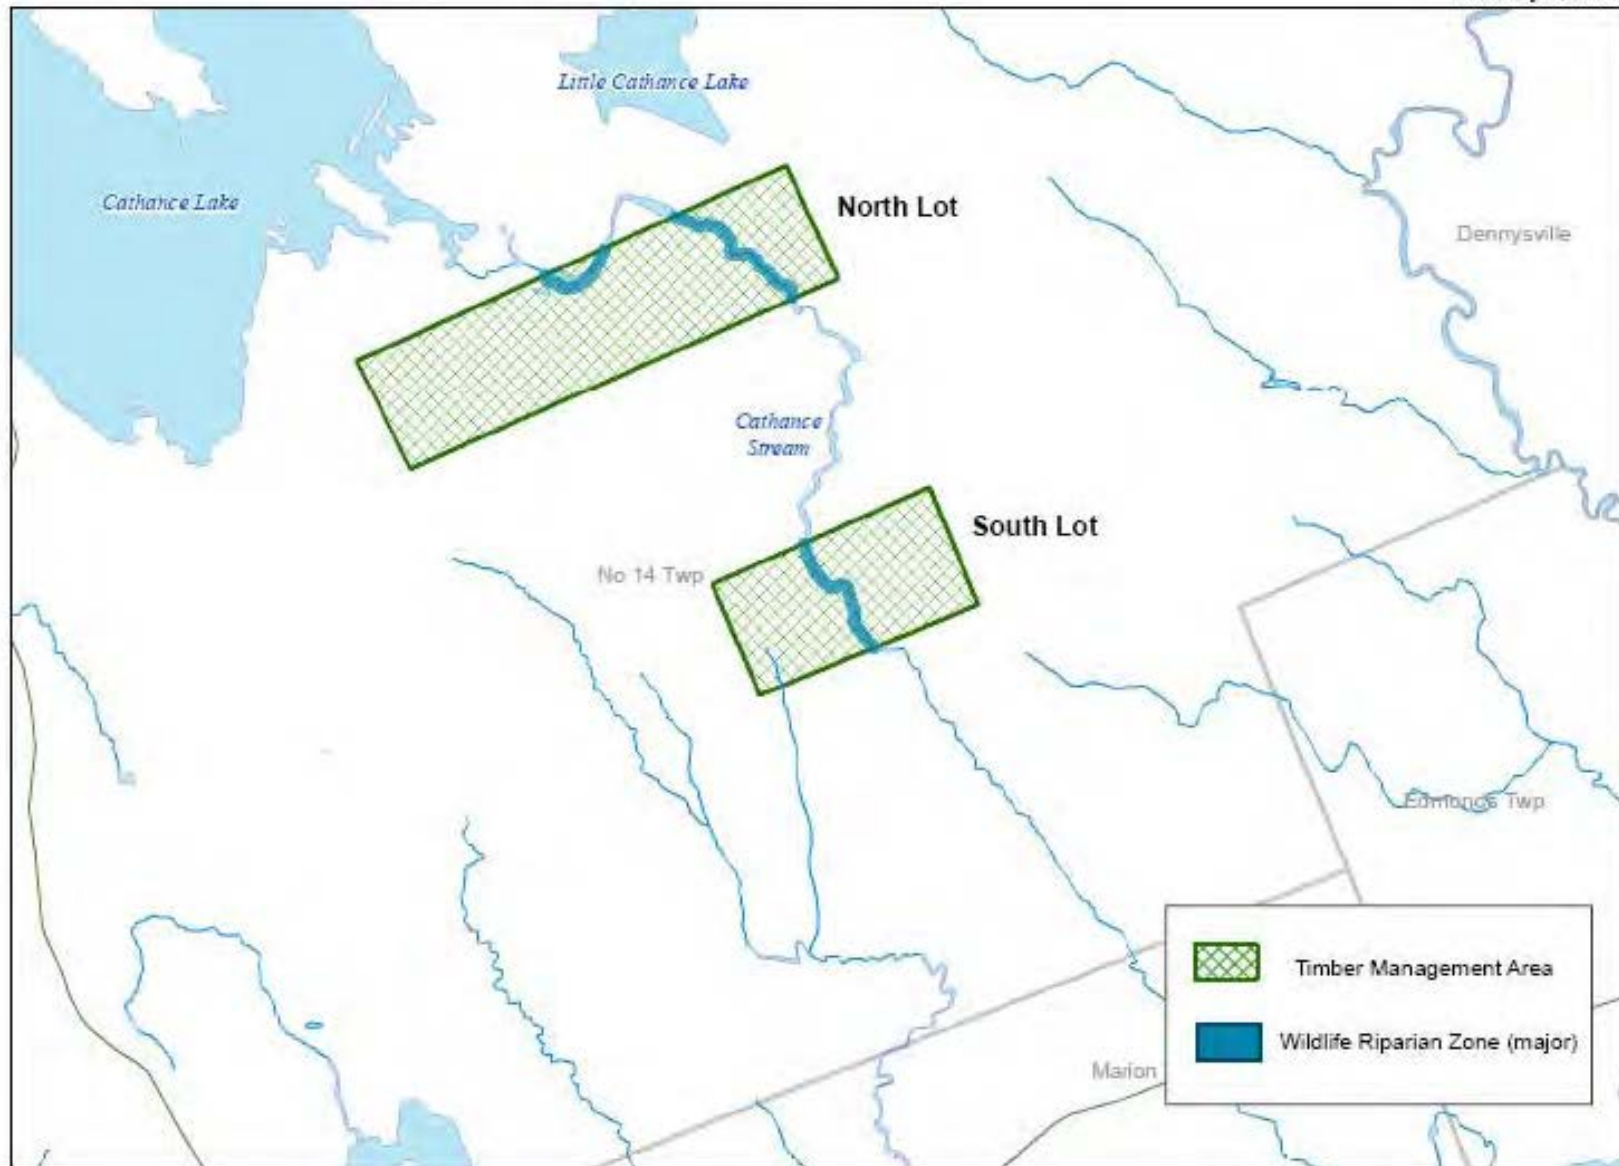 Little Cathance Lake
Cathance Lake
North Lot
Dennysville
Cathance
Stream
South Lot
No 14 Twp
Edmonds Twp
Timber Management Area
Wildlife Riparian Zone (major)
Marion